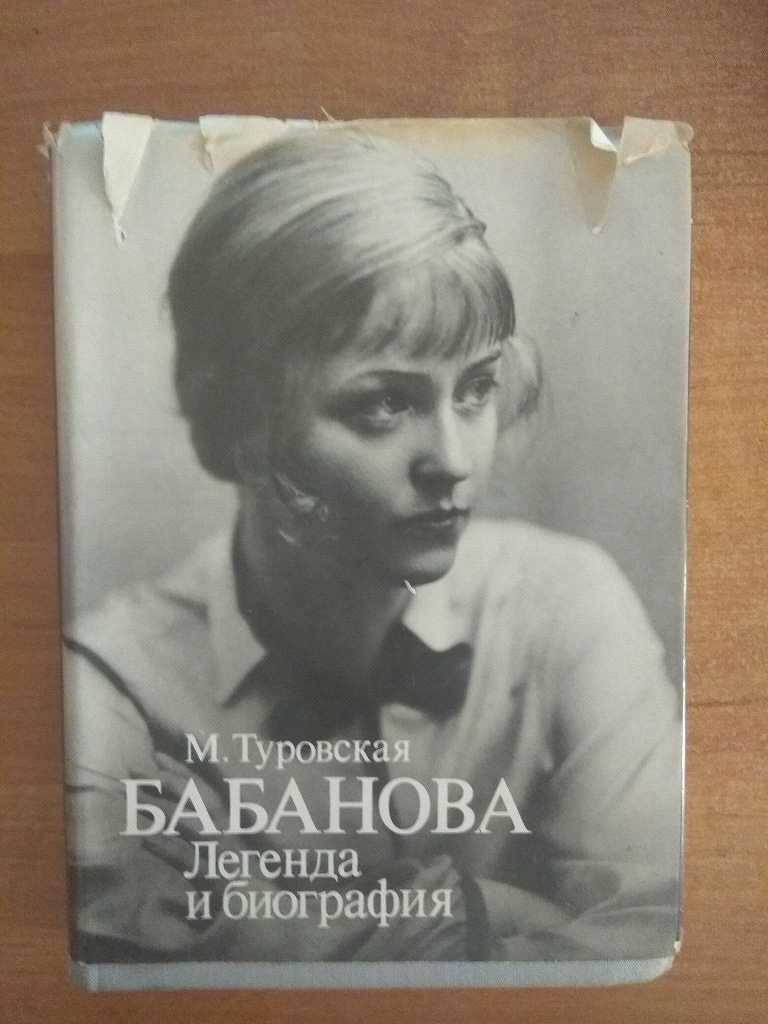 М. Туровская
БАБАНОВА
Легенда
и биография